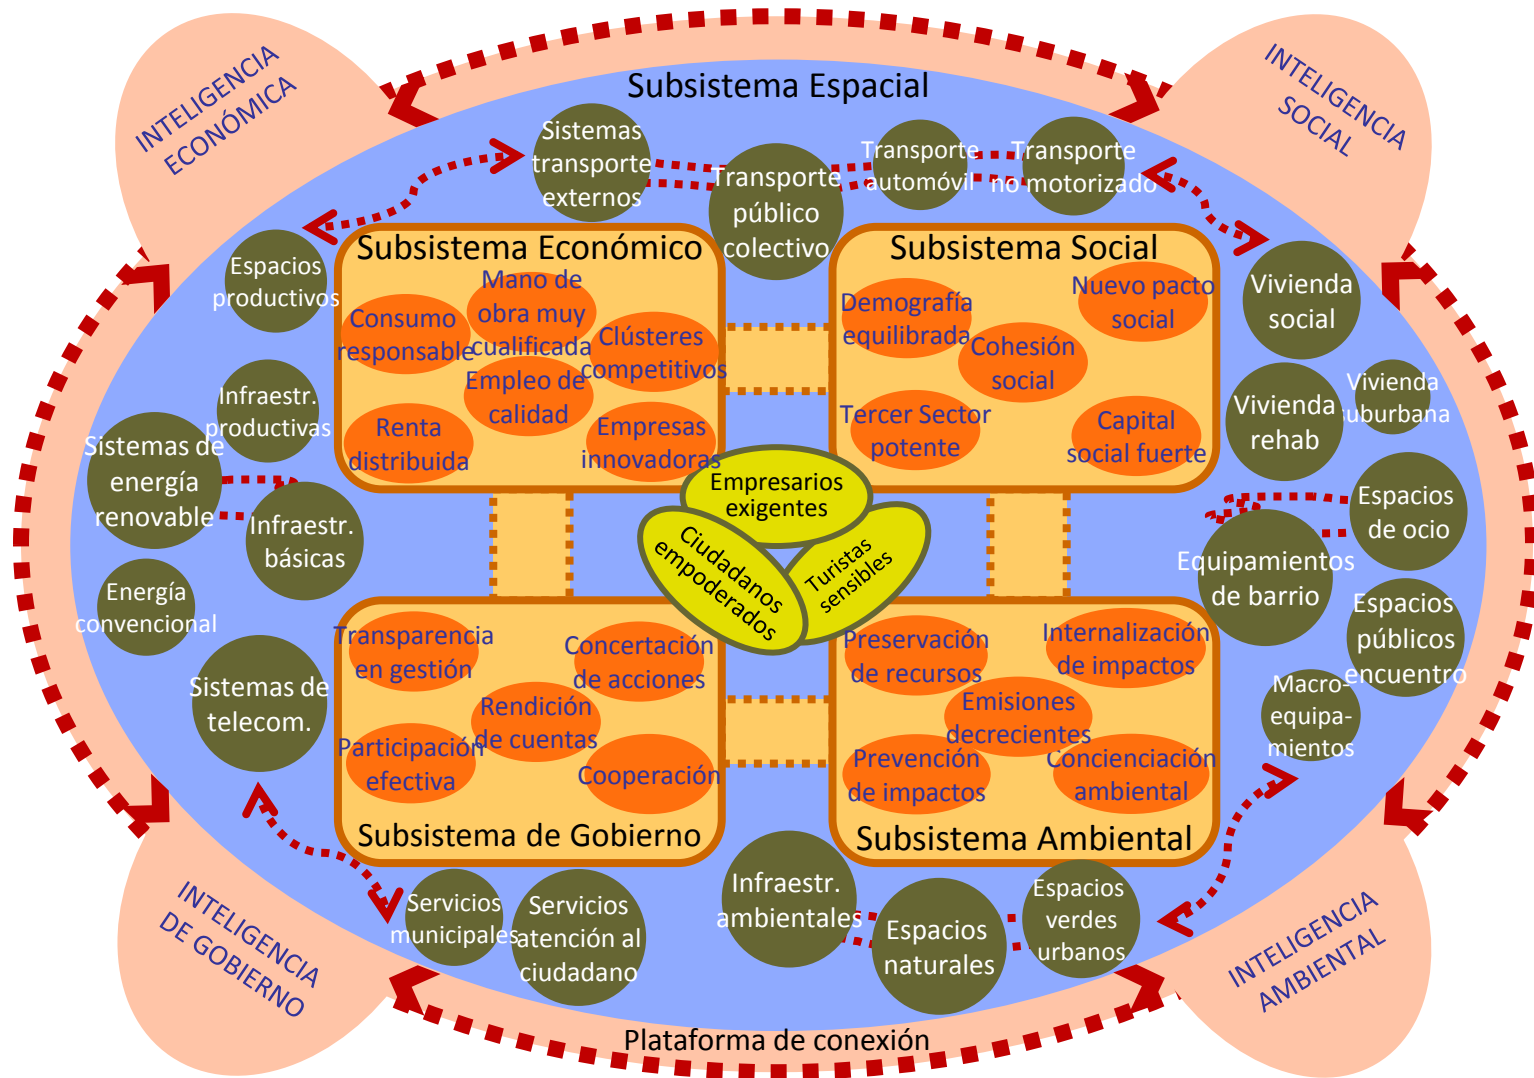 INTELIGENCIA
ECONÓMICA
INTELIGENCIA
SOCIAL
Subsistema Espacial
Sistemas
transporte
externos
Transporte
público
colectivo
Transporte
automóvil
Transporte
no motorizado
Espacios
productivos
Infraestr.
productivas
Sistemas de
energía
renovable
Infraestr.
básicas
Energía
convencional
Sistemas de
telecom.
Subsistema Económico
Mano de
obra muy
cualificada
Consumo
responsable
Clústeres
competitivos
Empleo de
calidad
Renta
distribuida
Empresas
innovadoras
Subsistema Social
Demografía
equilibrada
Nuevo pacto
social
Cohesión
social
Tercer Sector
potente
Capital
social fuerte
Vivienda
social
Vivienda
suburbana
Vivienda
rehab
Espacios
de ocio
Equipamientos
de barrio
Espacios
públicos
encuentro
Macro-
equipa-
mientos
Empresarios
exigentes
Ciudadanos
empoderados
Turistas
sensibles
Transparencia
en gestión
Concertación
de acciones
Rendición
de cuentas
Participación
efectiva
Cooperación
Subsistema de Gobierno
Preservación
de recursos
Internalización
de impactos
Emisiones
decrecientes
Prevención
de impactos
Concienciación
ambiental
Subsistema Ambiental
Servicios
municipales
Servicios
atención al
ciudadano
Infraestr.
ambientales
Espacios
naturales
Espacios
verdes
urbanos
INTELIGENCIA
DE GOBIERNO
INTELIGENCIA
AMBIENTAL
Plataforma de conexión